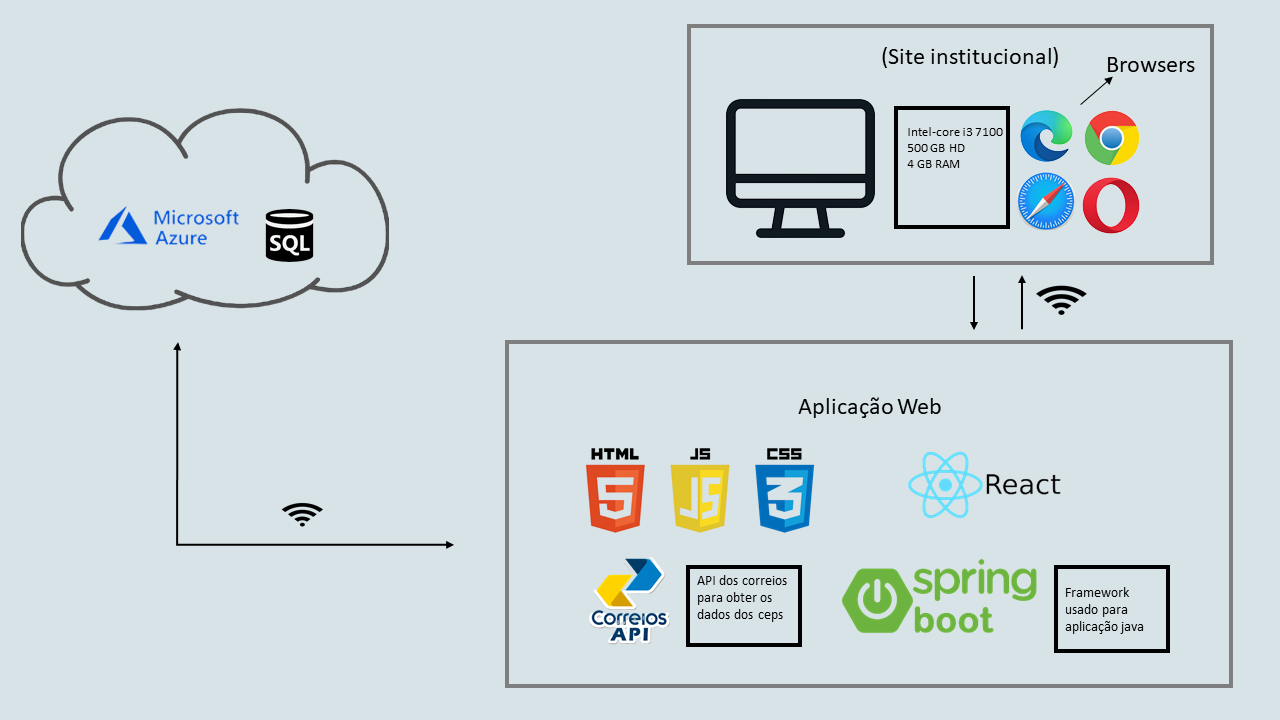 (Site institucional)
Browsers
Intel-core i3 7100
500 GB HD
4 GB RAM
Microsoft
Azure
SQL
Aplicação Web
HTML
JS
CSS
5
JS
3
React
Correios
API
API dos correios
para obter os
dados dos ceps
spring
boot
Framework
usado para
aplicação java